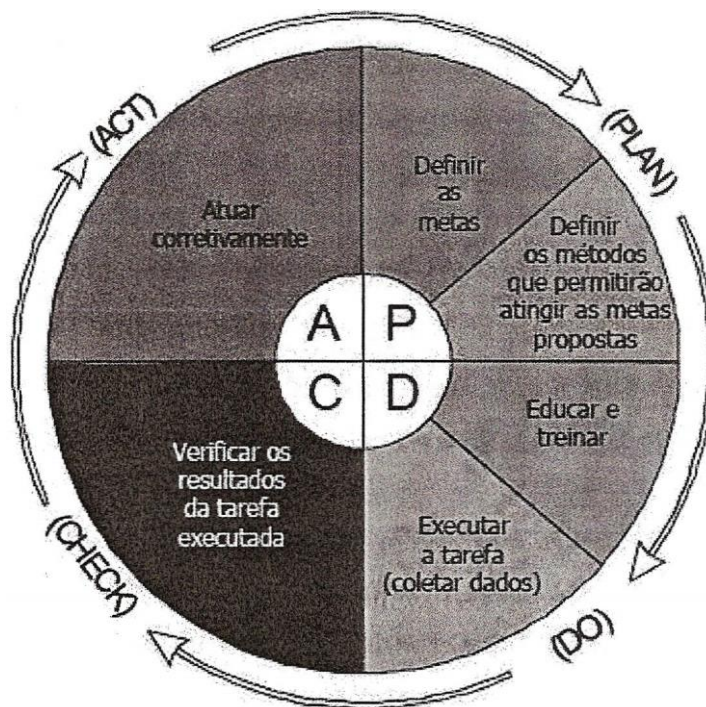 (ACT)
(PLAN)
Definir
as
metas
Atuar
corretivamente
Definir
os métodos
que permitirão
atingir as metas
propostas
A
P
C
D
Educar e
treinar
Verificar os
resultados
da tarefa
executada
Executar
a tarefa
(coletar dados)
(CHECK)
(DO)